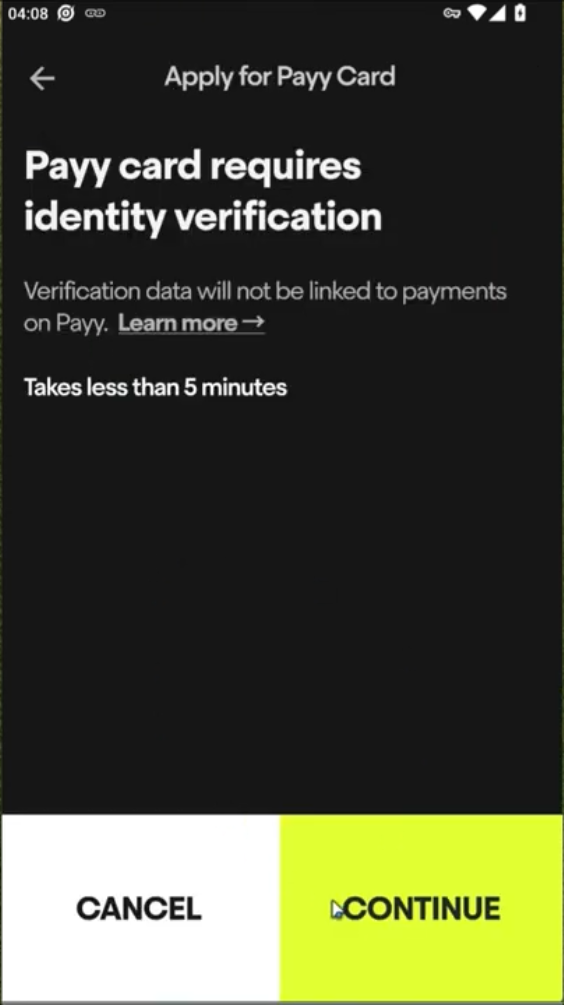 04:08
Apply for Payy Card
Payy card requires
identity verification
Verification data will not be linked to payments
on Payy. Learn more →
Takes less than 5 minutes
CANCEL
CONTINUE